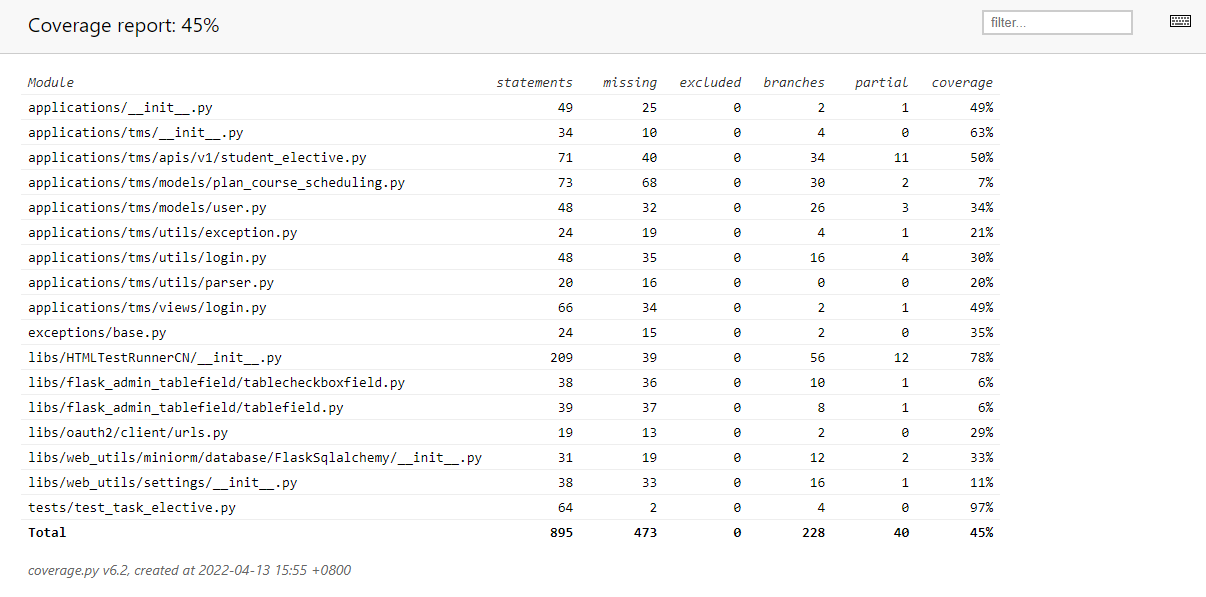 Coverage report: 45%
filter...
Module statements missing excluded branches partial coverage
applications/__init__.py 49 25 0 2 1 49%
applications/tms/__init__.py 34 10 0 4 0 63%
applications/tms/apis/v1/student_elective.py 71 40 0 34 11 50%
applications/tms/models/plan_course_scheduling.py 73 68 0 30 2 7%
applications/tms/models/user.py 48 32 0 26 3 34%
applications/tms/utils/exception.py 24 19 0 4 1 21%
applications/tms/utils/login.py 48 35 0 16 4 30%
applications/tms/utils/parser.py 20 16 0 0 0 20%
applications/tms/views/login.py 66 34 0 2 1 49%
exceptions/base.py 24 15 0 2 0 35%
libs/HTMLTestRunnerCN/__init__.py 209 39 0 56 12 78%
libs/flask_admin_tablefield/tablecheckboxfield.py 38 36 0 10 1 6%
libs/flask_admin_tablefield/tablefield.py 39 37 0 8 1 6%
libs/oauth2/client/urls.py 19 13 0 2 0 29%
libs/web_utils/miniorm/database/FlaskSqlalchemy/__init__.py 31 19 0 12 2 33%
libs/web_utils/settings/__init__.py 38 33 0 16 1 11%
tests/test_task_elective.py 64 2 0 4 0 97%
Total 895 473 0 228 40 45%
coverage.py v6.2, created at 2022-04-13 15:55 +0800